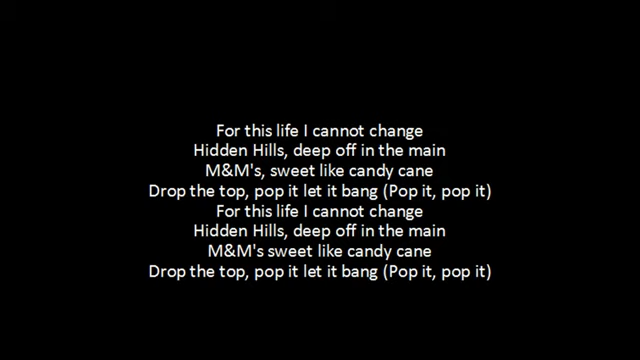 For this life I cannot change
Hidden Hills, deep off in the main
M&M's, sweet like candy cane
Drop the top, pop it let it bang (Pop it, pop it)
For this life I cannot change
Hidden Hills, deep off in the main
M&M's sweet like candy cane
Drop the top, pop it let it bang (Pop it, pop it)